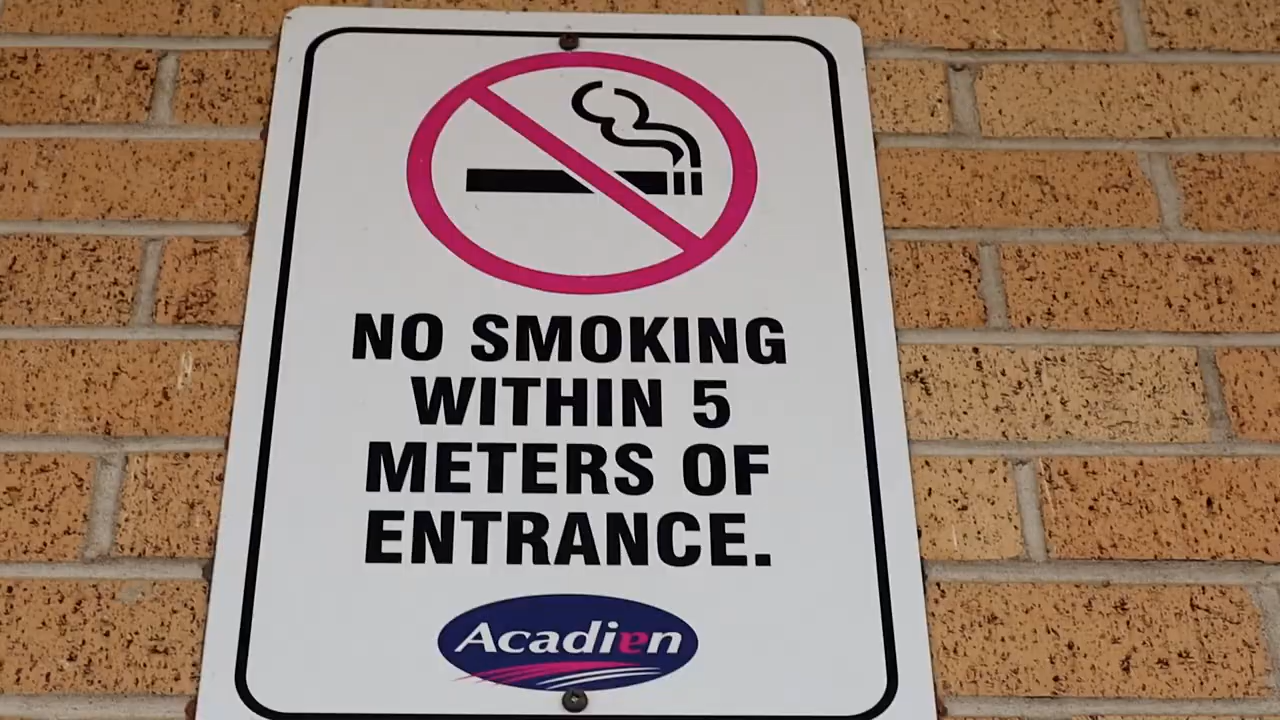 NO SMOKING
WITHIN 5
METERS OF
ENTRANCE.
Acadien